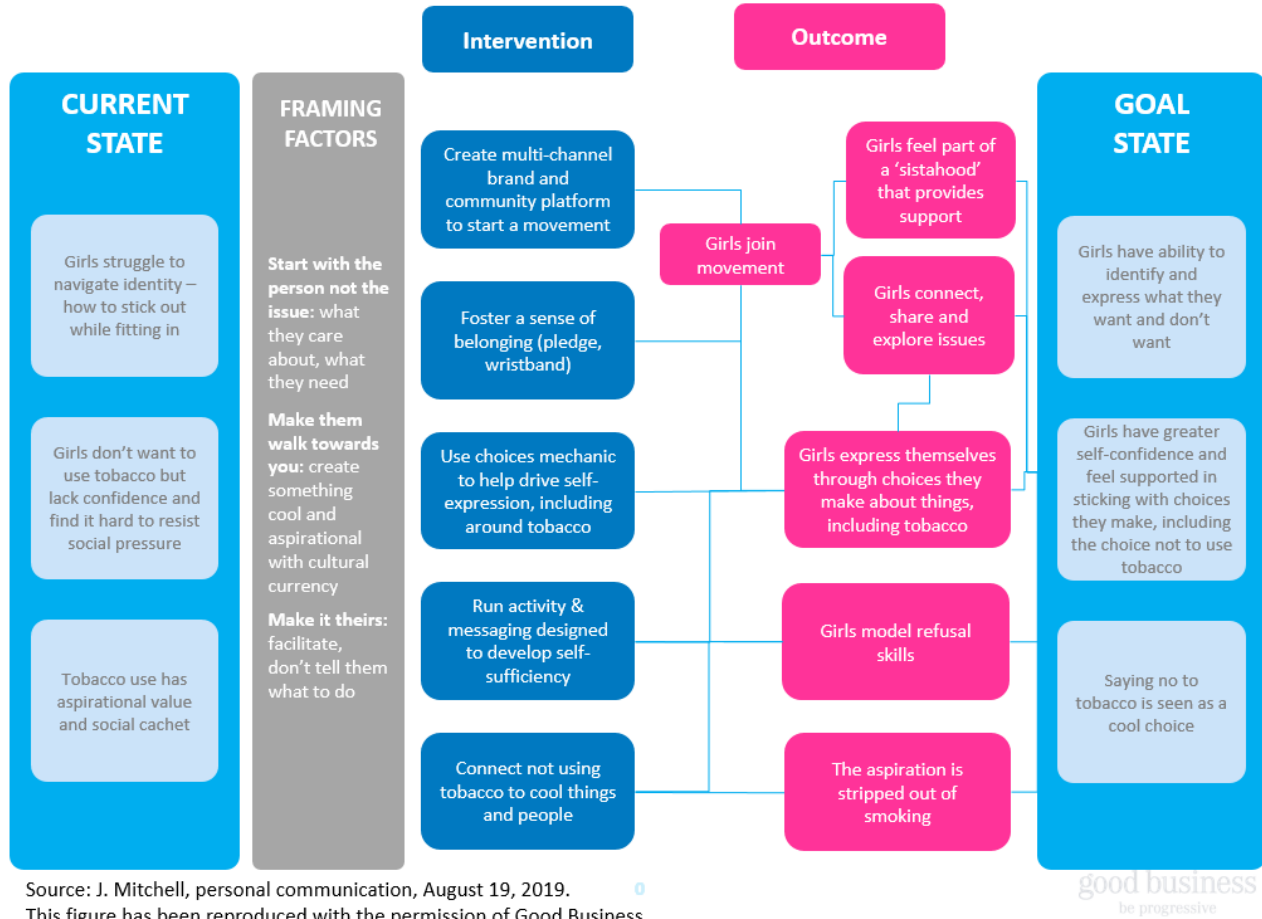 Intervention
Outcome
CURRENT
STATE
Girls struggle to
navigate identity –
how to stick out
while fitting in
Girls don't want to
use tobacco but
lack confidence and
find it hard to resist
social pressure
Tobacco use has
aspirational value
and social cachet
FRAMING
FACTORS
Start with the
person not the
issue: what
they care
about, what
they need
Make them
walk towards
you: create
something
cool and
aspirational
with cultural
currency
Make it theirs:
facilitate,
don't tell them
what to do
Create multi-channel
brand and
community platform
to start a movement
Foster a sense of
belonging (pledge,
wristband)
Use choices mechanic
to help drive self-
expression, including
around tobacco
Run activity &
messaging designed
to develop self-
sufficiency
Connect not using
tobacco to cool things
and people
Girls join
movement
Girls feel part of
a 'sistahood'
that provides
support
Girls connect,
share and
explore issues
Girls express themselves
through choices they
make about things,
including tobacco
Girls model refusal
skills
The aspiration is
stripped out of
smoking
GOAL
STATE
Girls have ability to
identify and
express what they
want and don't
want
Girls have greater
self-confidence and
feel supported in
sticking with choices
they make, including
the choice not to use
tobacco
Saying no to
tobacco is seen as a
cool choice
Source: J. Mitchell, personal communication, August 19, 2019.
0
This figure has been reproduced with the permission of Good Business
good business
be progressive